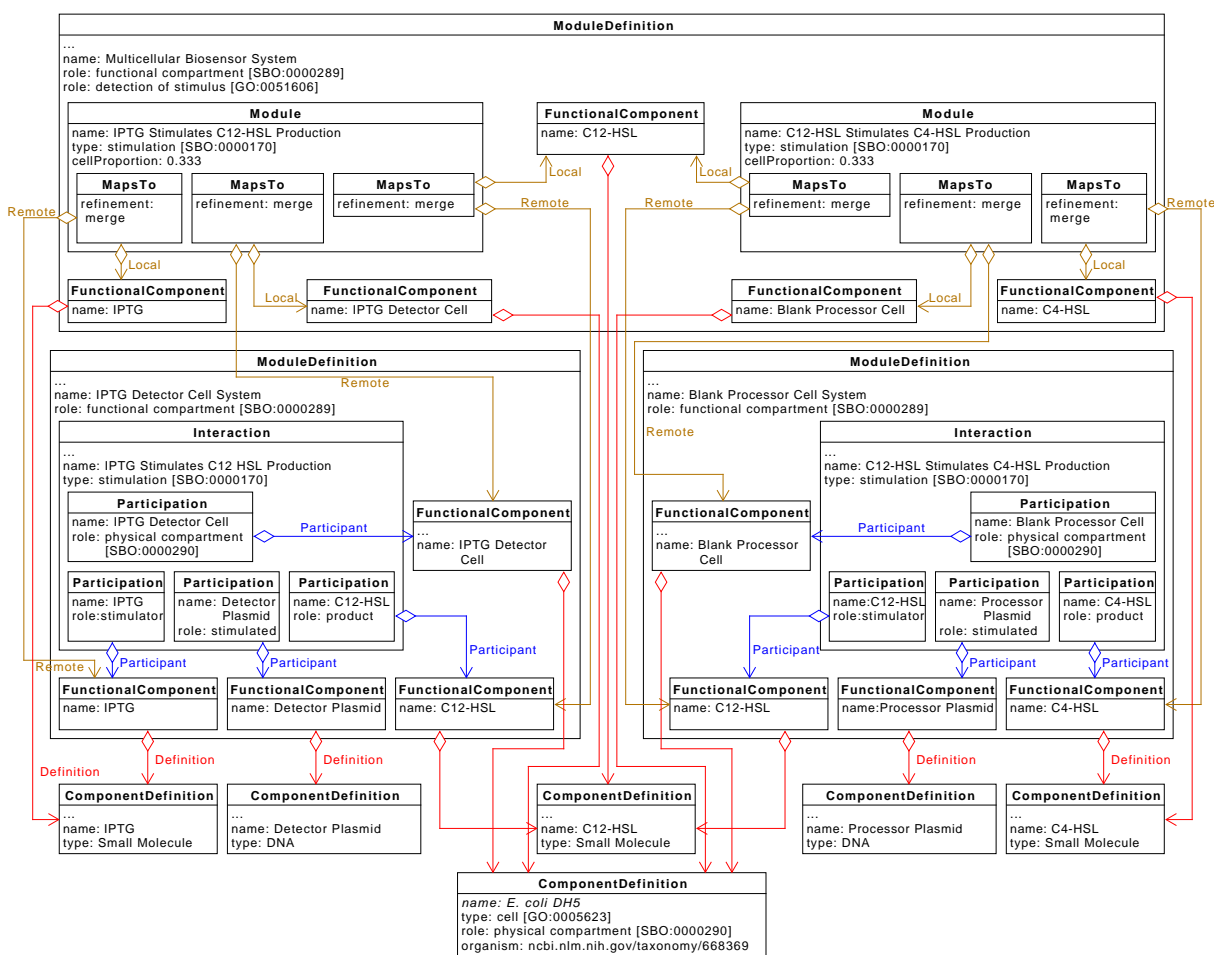 ModuleDefinition
...
name: Multicellular Biosensor System
role: functional compartment [SBO:0000289]
role: detection of stimulus [GO:0051606]
Module
name: IPTG Stimulates C12-HSL Production
type: stimulation [SBO:0000170]
cellProportion: 0.333
MapsTo
refinement:
merge
MapsTo
refinement: merge
MapsTo
refinement: merge
FunctionalComponent
name: C12-HSL
Module
name: C12-HSL Stimulates C4-HSL Production
type: stimulation [SBO:0000170]
cellProportion: 0.333
MapsTo
refinement: merge
MapsTo
refinement: merge
MapsTo
refinement:
merge
Local
Local
Remote
Remote
Remote
Remote
Local
Local
Local
Local
FunctionalComponent
name: IPTG
FunctionalComponent
name: IPTG Detector Cell
FunctionalComponent
name: Blank Processor Cell
FunctionalComponent
name: C4-HSL
ModuleDefinition
...
name: IPTG Detector Cell System
role: functional compartment [SBO:0000289]
Remote
Interaction
...
name: IPTG Stimulates C12 HSL Production
type: stimulation [SBO:0000170]
Participation
name: IPTG Detector Cell
role: physical compartment
[SBO:0000290]
Participant
FunctionalComponent
...
name: IPTG Detector
Cell
Participation
name: IPTG
role:stimulator
Participation
name: Detector
Plasmid
role: stimulated
Participation
name: C12-HSL
role: product
Remote
Participant
Participant
Participant
FunctionalComponent
name: IPTG
FunctionalComponent
name: Detector Plasmid
FunctionalComponent
name: C12-HSL
ModuleDefinition
...
name: Blank Processor Cell System
role: functional compartment [SBO:0000289]
Remote
Interaction
...
name: C12-HSL Stimulates C4-HSL Production
type: stimulation [SBO:0000170]
FunctionalComponent
...
name: Blank Processor
Cell
Participant
Participation
name: Blank Processor Cell
role: physical compartment
[SBO:0000290]
Participation
name:C12-HSL
role:stimulator
Participation
name: Processor
Plasmid
role: stimulated
Participation
name: C4-HSL
role: product
Participant
Participant
Participant
FunctionalComponent
name: C12-HSL
FunctionalComponent
name:Processor Plasmid
FunctionalComponent
name: C4-HSL
Definition
Definition
Definition
Definition
Definition
ComponentDefinition
...
name: IPTG
type: Small Molecule
ComponentDefinition
...
name: Detector Plasmid
type: DNA
ComponentDefinition
...
name: C12-HSL
type: Small Molecule
ComponentDefinition
...
name: Processor Plasmid
type: DNA
ComponentDefinition
...
name: C4-HSL
type: Small Molecule
ComponentDefinition
name: E. coli DH5
type: cell [GO:0005623]
role: physical compartment [SBO:0000290]
organism: ncbi.nlm.nih.gov/taxonomy/668369